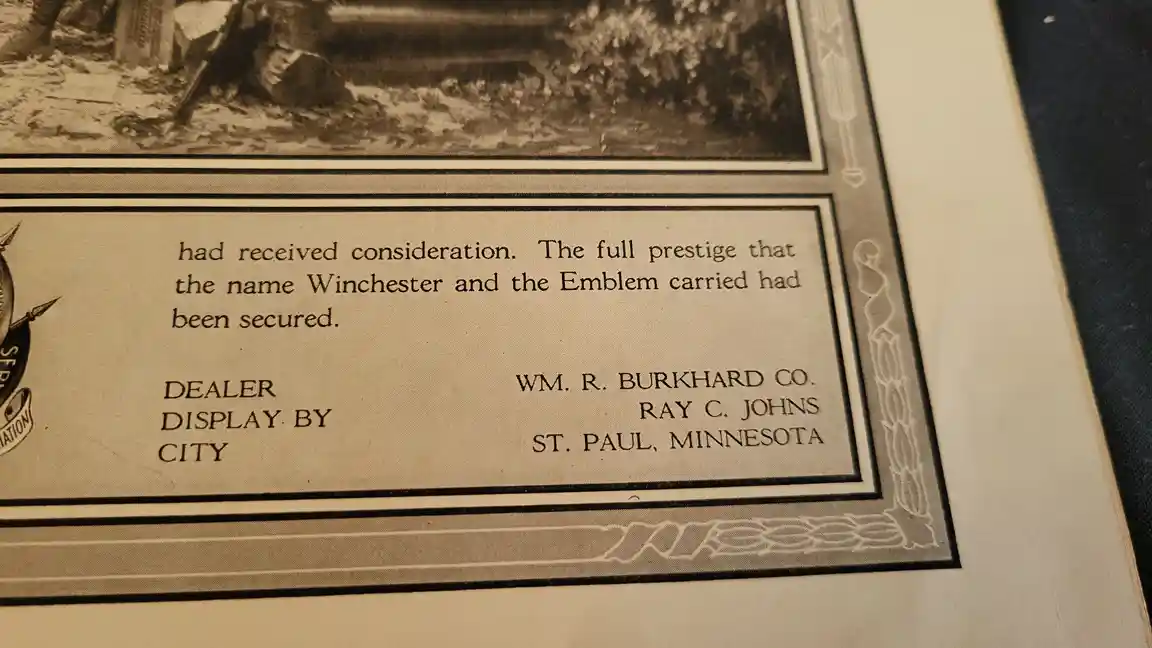 had received consideration. The full prestige that
the name Winchester and the Emblem carried had
been secured.
DEALER
DISPLAY BY
CITY
WM. R. BURKHARD CO.
RAY C. JOHNS
ST. PAUL, MINNESOTA